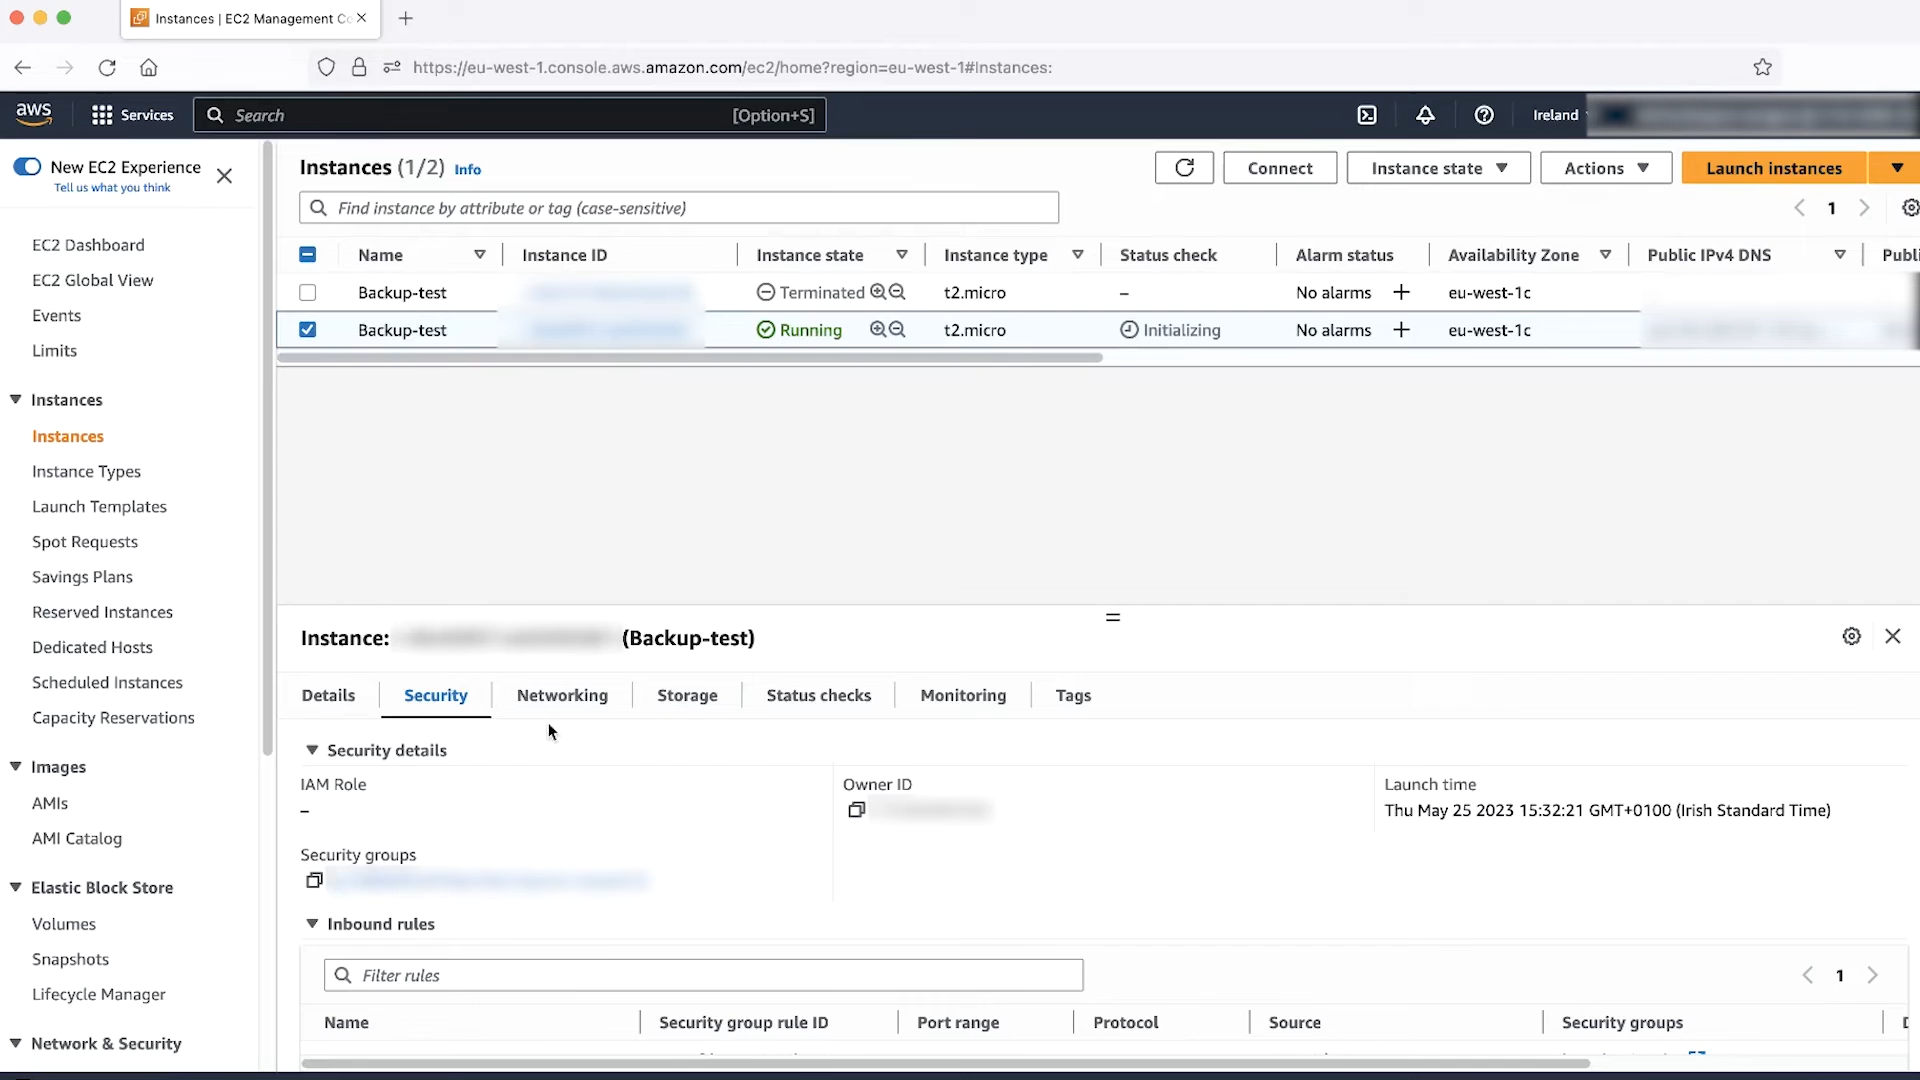 Instances | EC2 Management Co
https://eu-west-1.console.aws.amazon.com/ec2/home?region=eu-west-1#Instances:
aws Services Search [Option+S] Ireland
New EC2 Experience
Tell us what you think
EC2 Dashboard
EC2 Global View
Events
Limits
Instances
Instances
Instance Types
Launch Templates
Spot Requests
Savings Plans
Reserved Instances
Dedicated Hosts
Scheduled Instances
Capacity Reservations
Images
AMIs
AMI Catalog
Elastic Block Store
Volumes
Snapshots
Lifecycle Manager
Network & Security
Instances (1/2) Info
Connect Instance state Actions Launch instances
Find instance by attribute or tag (case-sensitive)
1
Name Instance ID Instance state Instance type Status check Alarm status Availability Zone Public IPv4 DNS Publi
Backup-test Terminated t2.micro – No alarms + eu-west-1c
Backup-test Running t2.micro Initializing No alarms + eu-west-1c
Instance: (Backup-test)
Details Security Networking Storage Status checks Monitoring Tags
Security details
IAM Role Owner ID Launch time
– Thu May 25 2023 15:32:21 GMT+0100 (Irish Standard Time)
Security groups
Inbound rules
Filter rules
1
Name Security group rule ID Port range Protocol Source Security groups